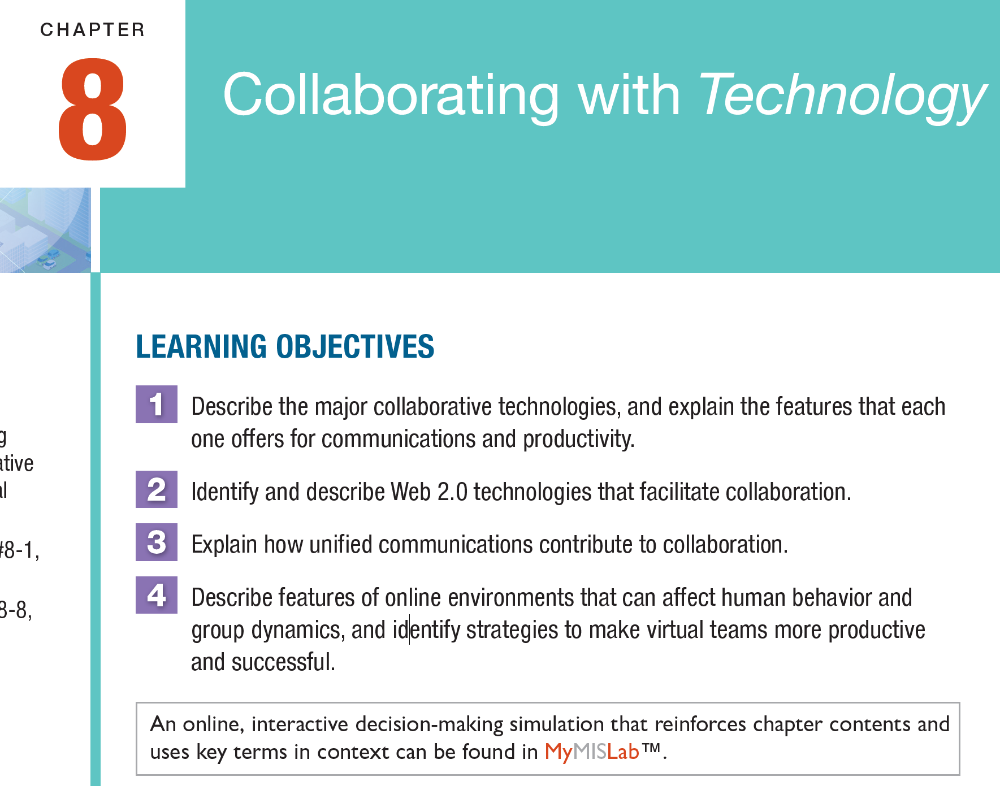 CHAPTER
8
Collaborating with Technology
g
ative
al
#8-1,
8-8,
LEARNING OBJECTIVES
1 Describe the major collaborative technologies, and explain the features that each
one offers for communications and productivity.
2 Identify and describe Web 2.0 technologies that facilitate collaboration.
3 Explain how unified communications contribute to collaboration.
4 Describe features of online environments that can affect human behavior and
group dynamics, and identify strategies to make virtual teams more productive
and successful.
An online, interactive decision-making simulation that reinforces chapter contents and
uses key terms in context can be found in MyMISLab™.